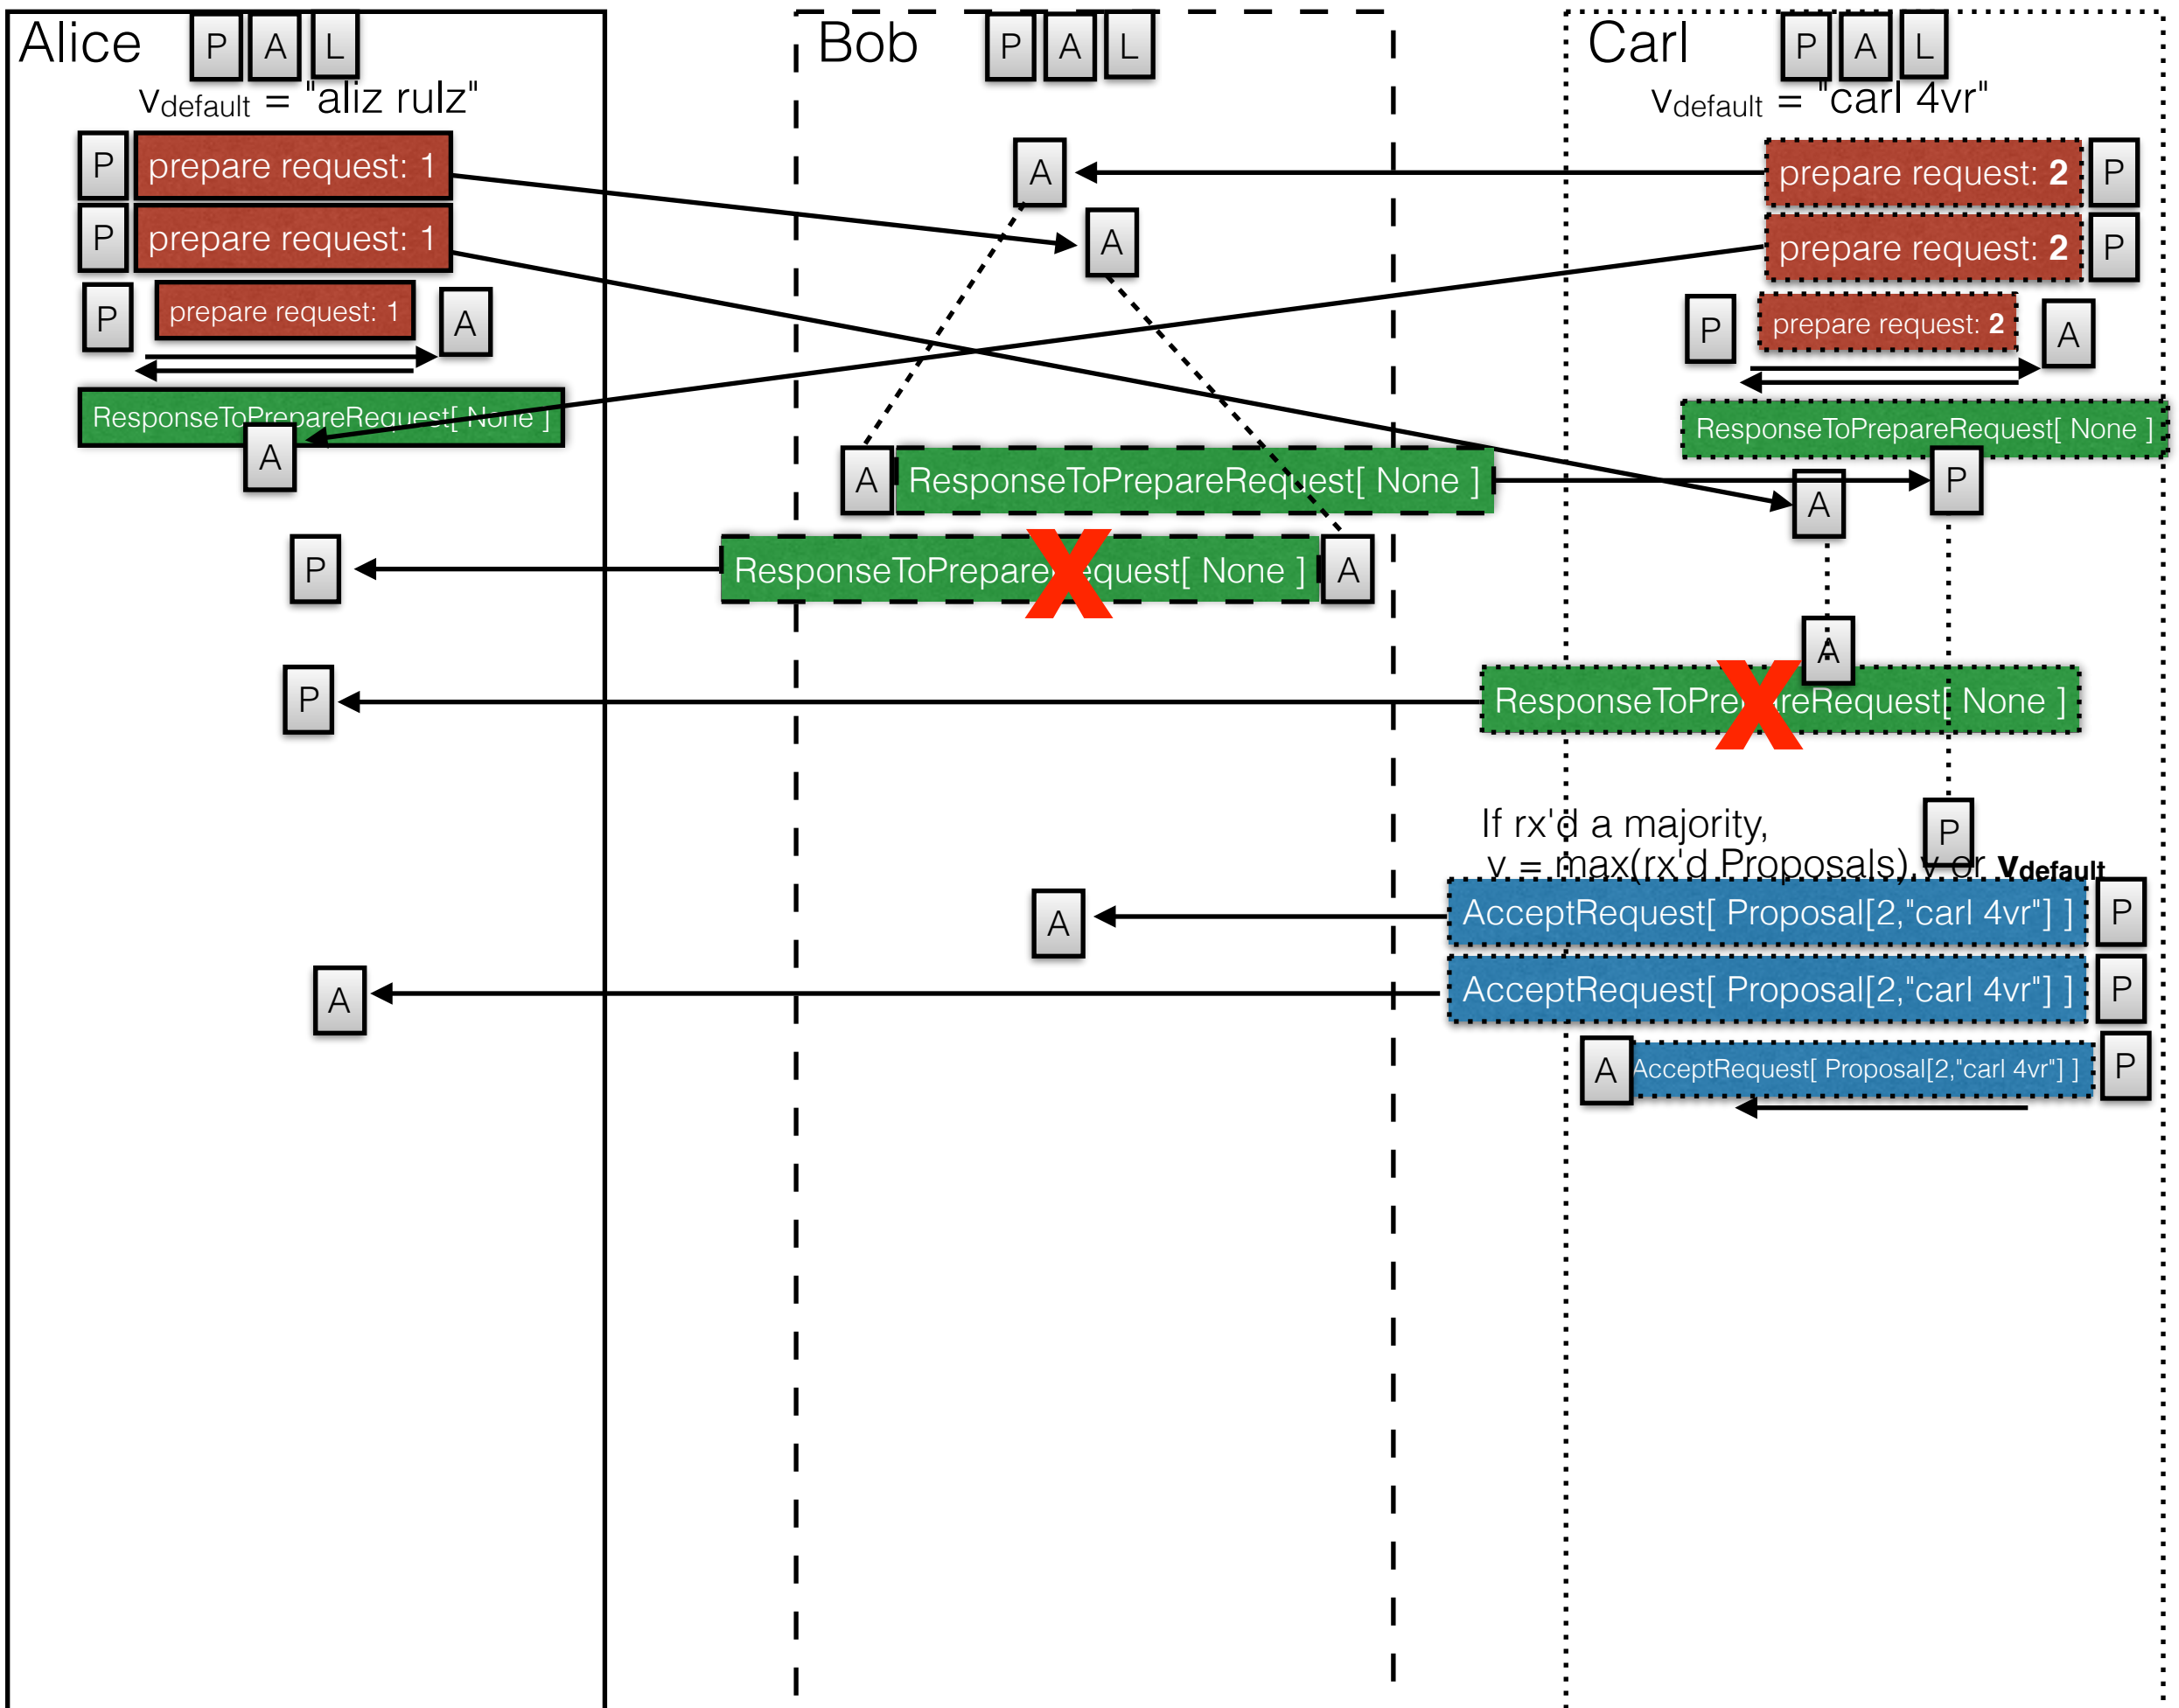 Alice P A L
v_default = "aliz rulz"
P prepare request: 1
P prepare request: 1
P prepare request: 1 A
ResponseToPrepareRequest[ None ]
A
P
P
A
Bob P A L
A
A
A ResponseToPrepareRequest[ None ]
ResponseToPrepareRequest[ None ] A
X
A
Carl P A L
v_default = "carl 4vr"
prepare request: 2 P
prepare request: 2 P
P prepare request: 2 A
ResponseToPrepareRequest[ None ]
P
A
A
ResponseToPrepareRequest[ None ]
X
If rx'd a majority,
P
v = max(rx'd Proposals).v or v_default
AcceptRequest[ Proposal[2,"carl 4vr"] ] P
AcceptRequest[ Proposal[2,"carl 4vr"] ] P
A AcceptRequest[ Proposal[2,"carl 4vr"] ] P